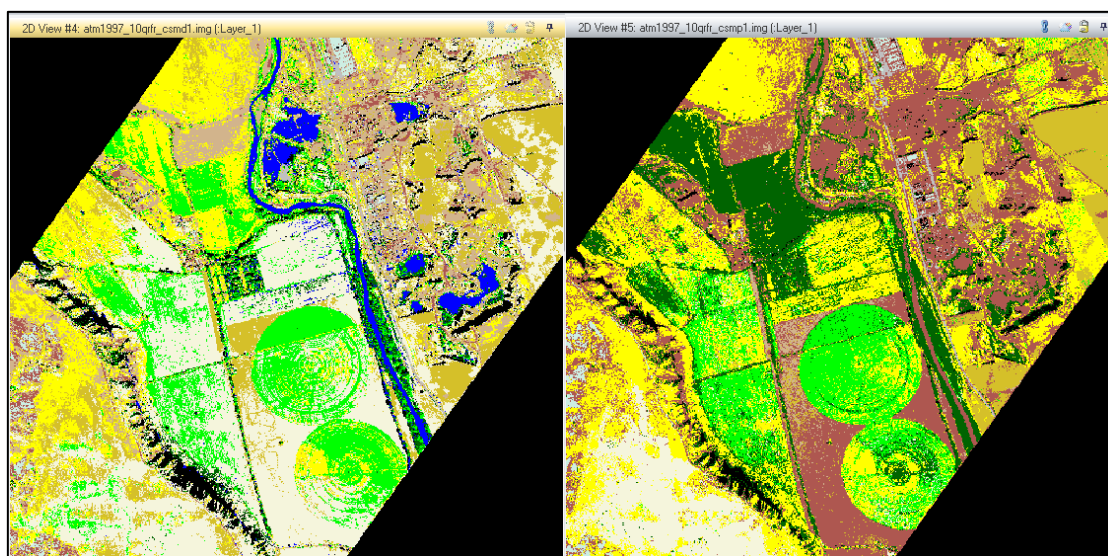 2D View #4: atm1997_10qrfr_csmd1.img (:Layer_1)
2D View #5: atm1997_10qrfr_csmp1.img (:Layer_1)